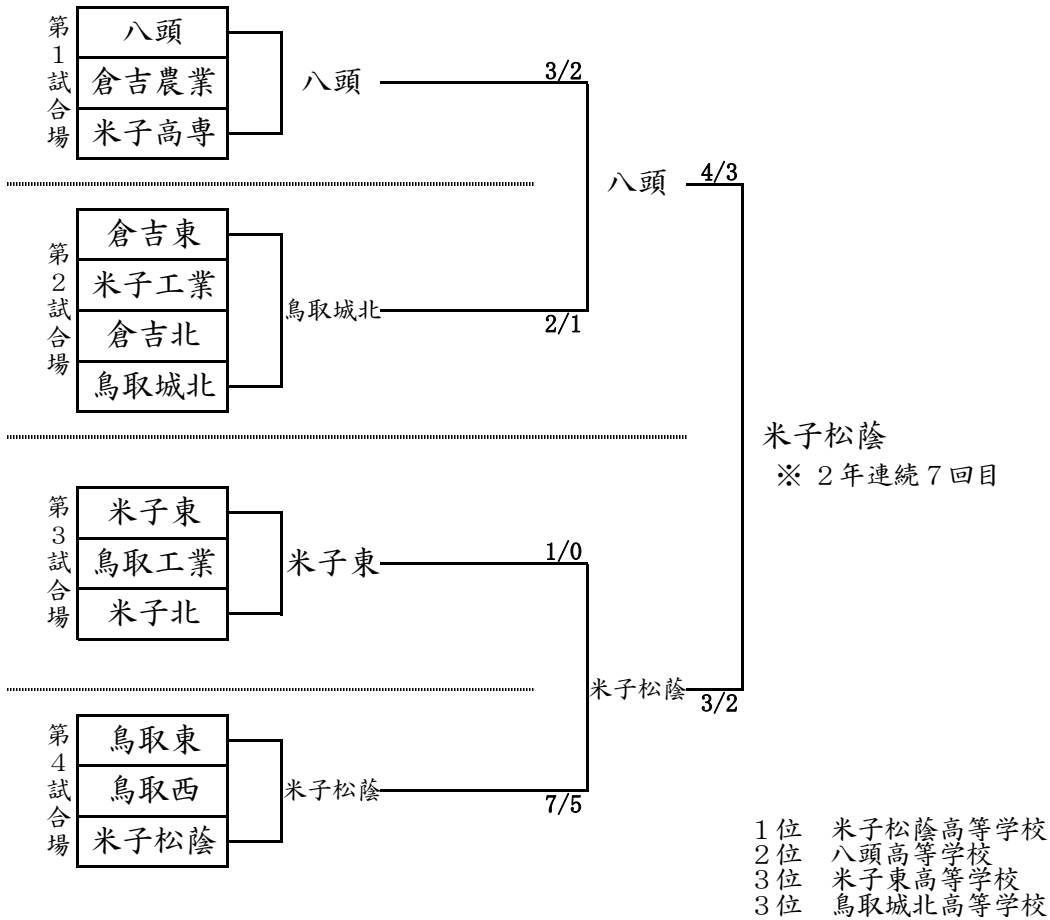 第1試合場
八頭
倉吉農業
米子高専
八頭
3/2
第2試合場
倉吉東
米子工業
倉吉北
鳥取城北
鳥取城北
2/1
八頭
4/3
第3試合場
米子東
鳥取工業
米子北
米子東
1/0
第4試合場
鳥取東
鳥取西
米子松蔭
米子松蔭
7/5
米子松蔭
3/2
米子松蔭
※ 2年連続7回目
1位 米子松蔭高等学校
2位 八頭高等学校
3位 米子東高等学校
3位 鳥取城北高等学校